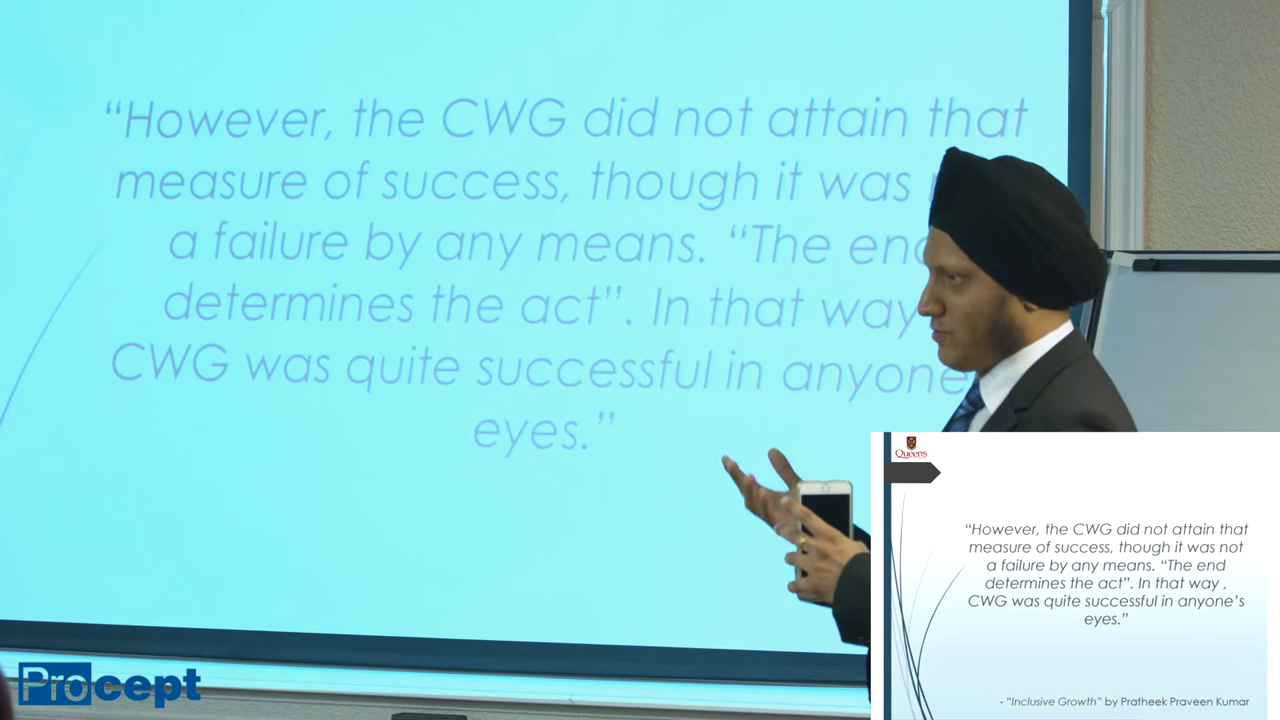 “However, the CWG did not attain that
measure of success, though it was
a failure by any means. “The end
determines the act”. In that way
CWG was quite successful in anyone
eyes.”
Procept
Queen's
“However, the CWG did not attain that
measure of success, though it was not
a failure by any means. “The end
determines the act”. In that way ,
CWG was quite successful in anyone’s
eyes.”
- “Inclusive Growth” by Pratheek Praveen Kumar